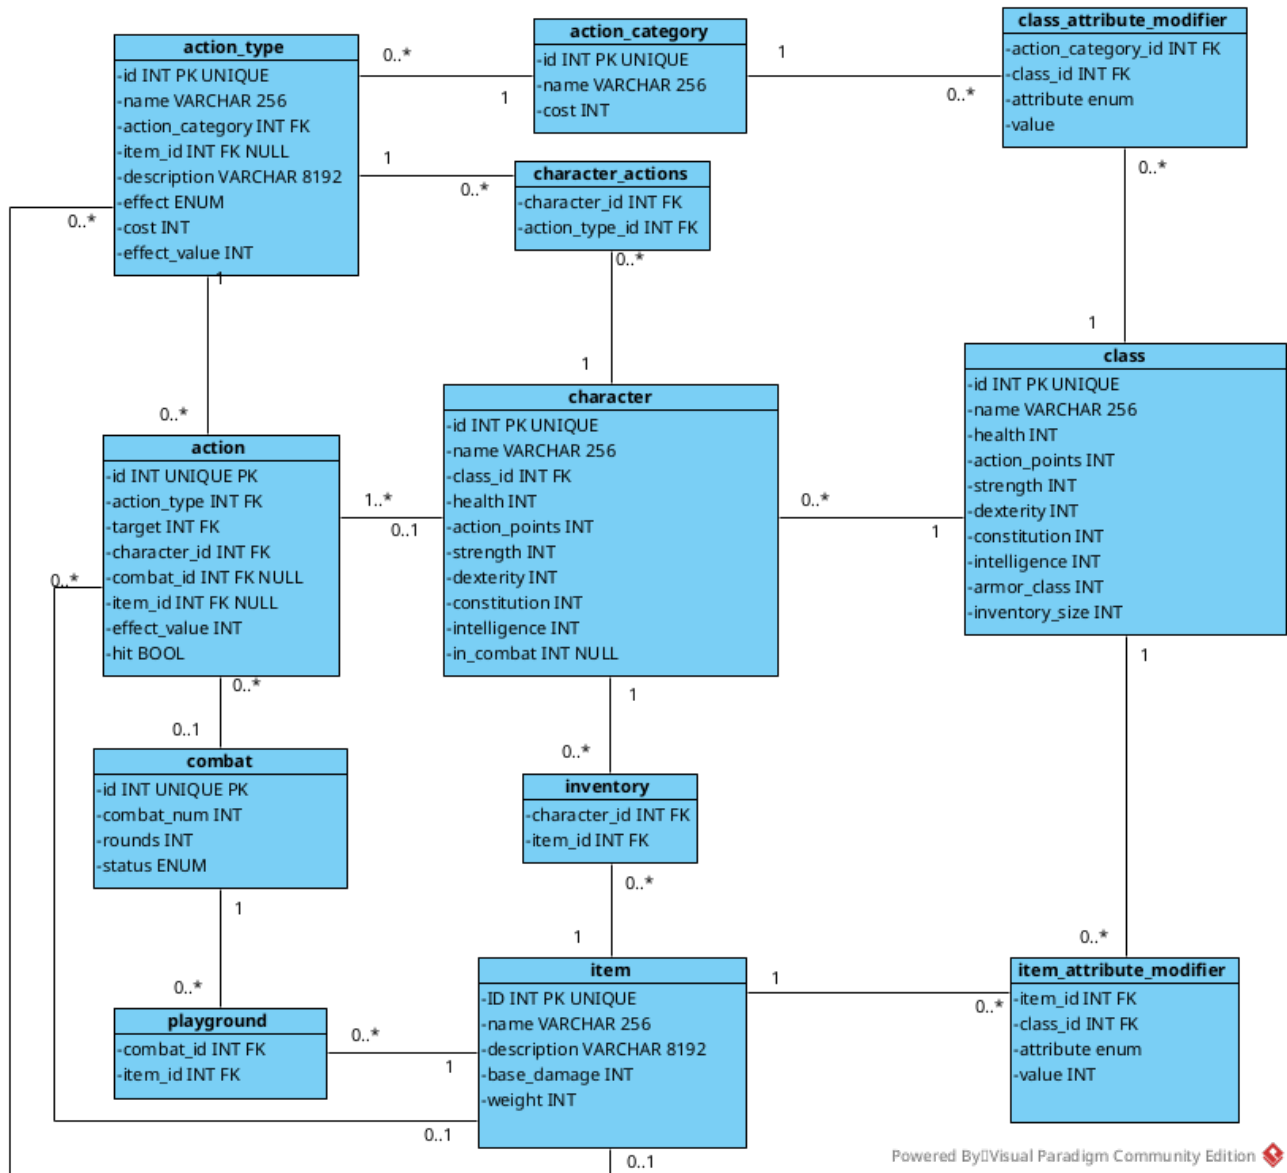 action_type
-id INT PK UNIQUE
-name VARCHAR 256
-action_category INT FK
-item_id INT FK NULL
-description VARCHAR 8192
-effect ENUM
-cost INT
-effect_value INT
0..*
1
action_category
-id INT PK UNIQUE
-name VARCHAR 256
-cost INT
1
0..*
class_attribute_modifier
-action_category_id INT FK
-class_id INT FK
-attribute enum
-value
1
0..*
character_actions
-character_id INT FK
-action_type_id INT FK
0..*
0..*
1
0..*
0..*
1
1
class
-id INT PK UNIQUE
-name VARCHAR 256
-health INT
-action_points INT
-strength INT
-dexterity INT
-constitution INT
-intelligence INT
-armor_class INT
-inventory_size INT
character
-id INT PK UNIQUE
-name VARCHAR 256
-class_id INT FK
-health INT
-action_points INT
-strength INT
-dexterity INT
-constitution INT
-intelligence INT
-in_combat INT NULL
0..*
1
action
-id INT UNIQUE PK
-action_type INT FK
-target INT FK
-character_id INT FK
-combat_id INT FK NULL
-item_id INT FK NULL
-effect_value INT
-hit BOOL
1..*
0..1
0..*
0..*
0..1
1
0..*
1
combat
-id INT UNIQUE PK
-combat_num INT
-rounds INT
-status ENUM
inventory
-character_id INT FK
-item_id INT FK
0..*
1
1
0..*
0..*
playground
-combat_id INT FK
-item_id INT FK
0..*
1
item
-ID INT PK UNIQUE
-name VARCHAR 256
-description VARCHAR 8192
-base_damage INT
-weight INT
1
0..*
item_attribute_modifier
-item_id INT FK
-class_id INT FK
-attribute enum
-value INT
0..1
0..1
Powered By Visual Paradigm Community Edition